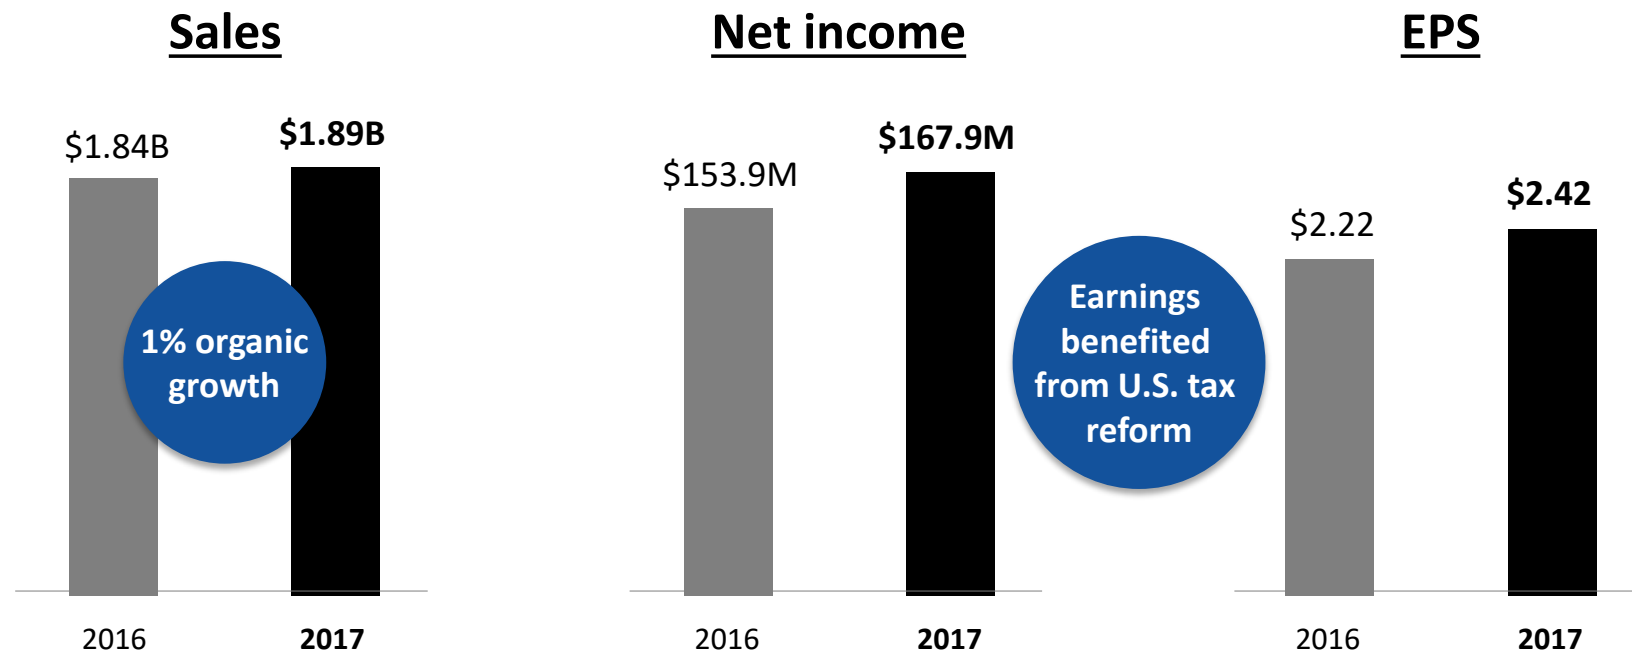 Sales
$1.84B
$1.89B
1% organic
growth
2016
2017
Net income
$153.9M
$167.9M
2016
2017
Earnings
benefited
from U.S. tax
reform
EPS
$2.22
$2.42
2016
2017